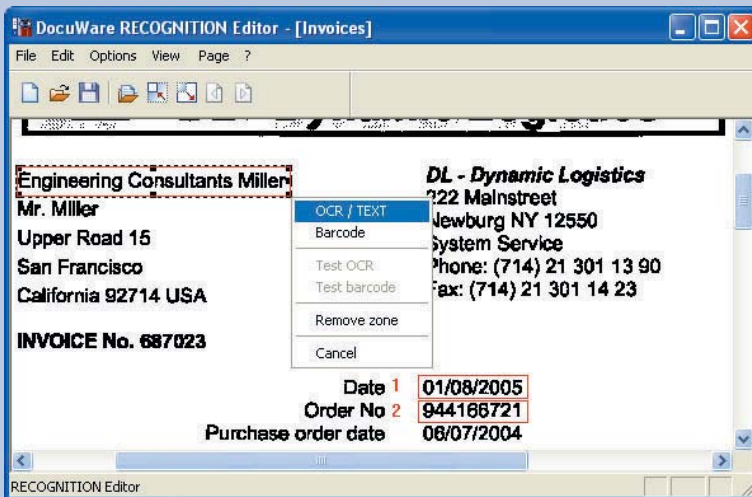 DocuWare RECOGNITION Editor - [Invoices]
File Edit Options View Page ?
Engineering Consultants Miller
Mr. Miller
Upper Road 15
San Francisco
California 92714 USA
INVOICE No. 687023
DL - Dynamic Logistics
222 Mainstreet
Newburg NY 12550
System Service
Phone: (714) 21 301 13 90
Fax: (714) 21 301 14 23
OCR / TEXT
Barcode
Test OCR
Test barcode
Remove zone
Cancel
Date 1 01/08/2005
Order No 2 944166721
Purchase order date 06/07/2004
RECOGNITION Editor